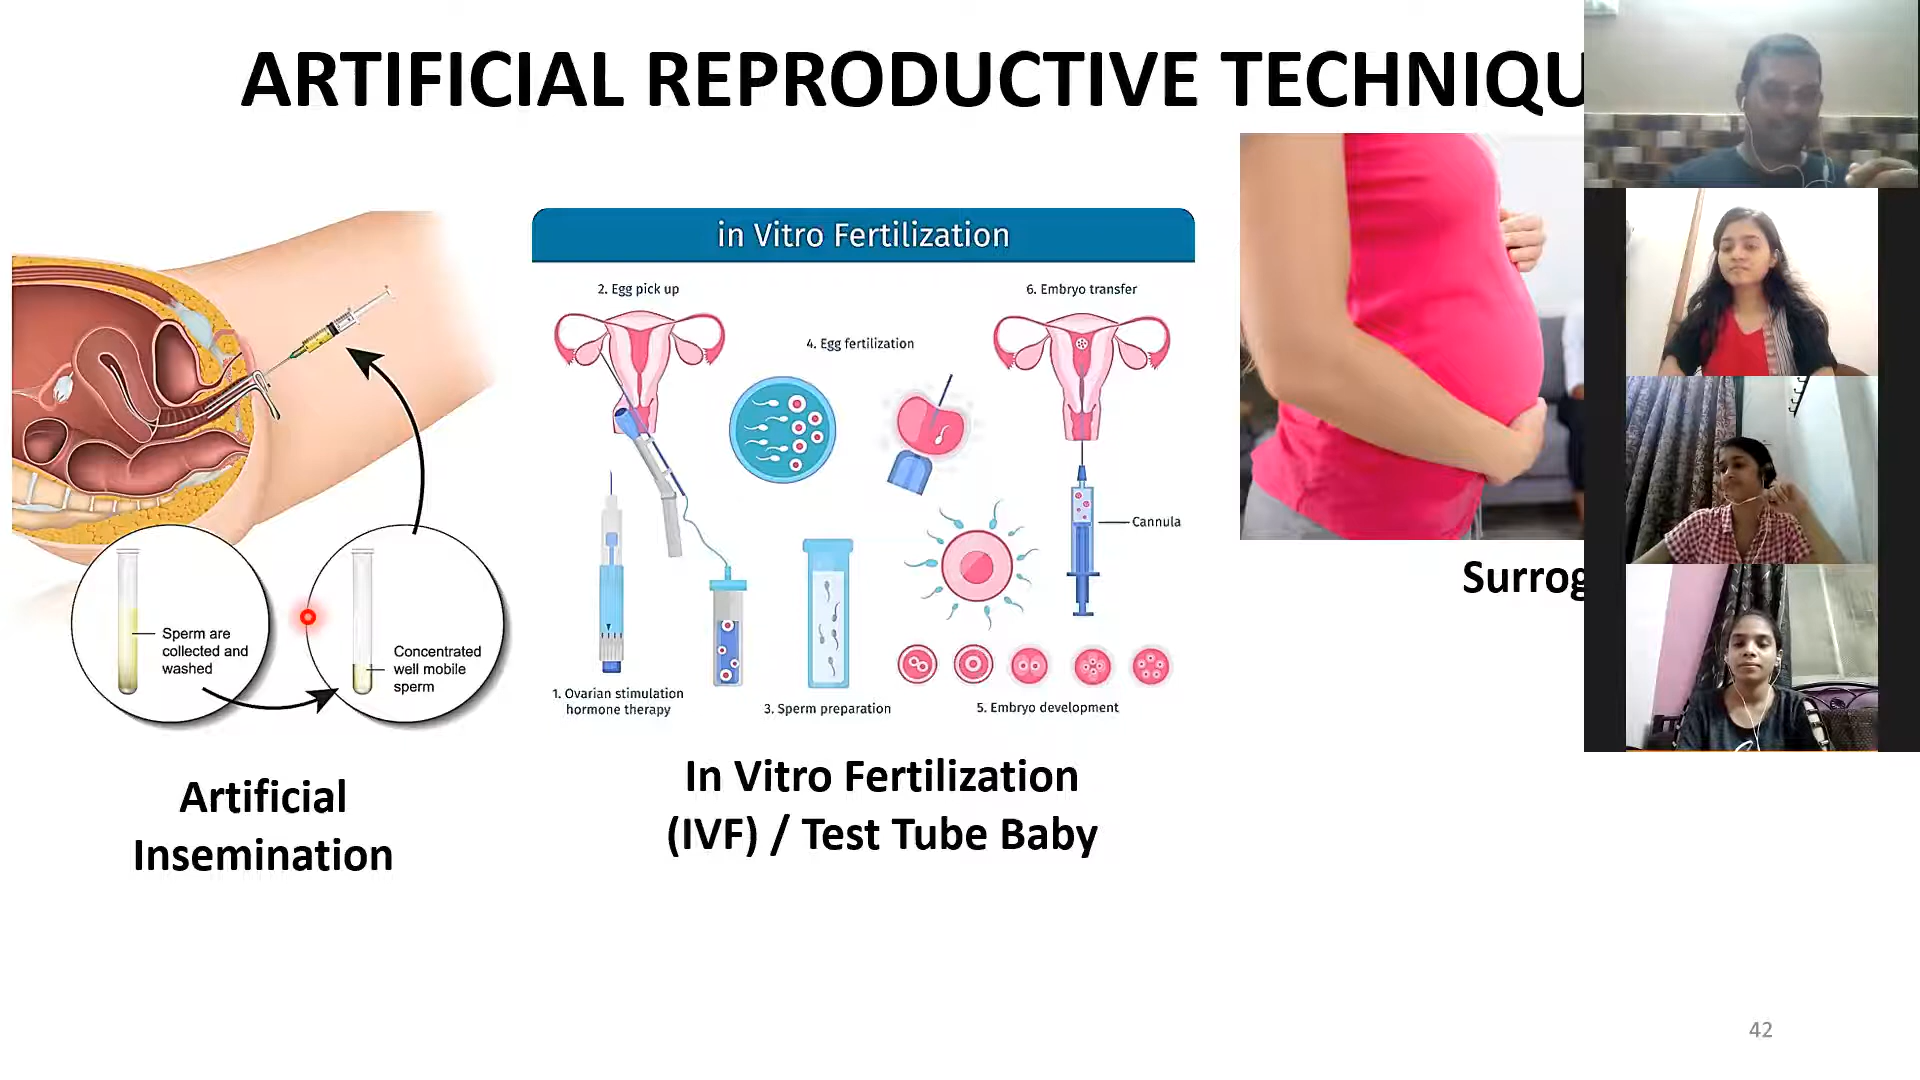 ARTIFICIAL REPRODUCTIVE TECHNIQU
in Vitro Fertilization
2. Egg pick up
6. Embryo transfer
4. Egg fertilization
Cannula
Sperm are
collected and
washed
Concentrated
well mobile
sperm
1. Ovarian stimulation
hormone therapy
3. Sperm preparation
5. Embryo development
Artificial
Insemination
In Vitro Fertilization
(IVF) / Test Tube Baby
Surrog
42